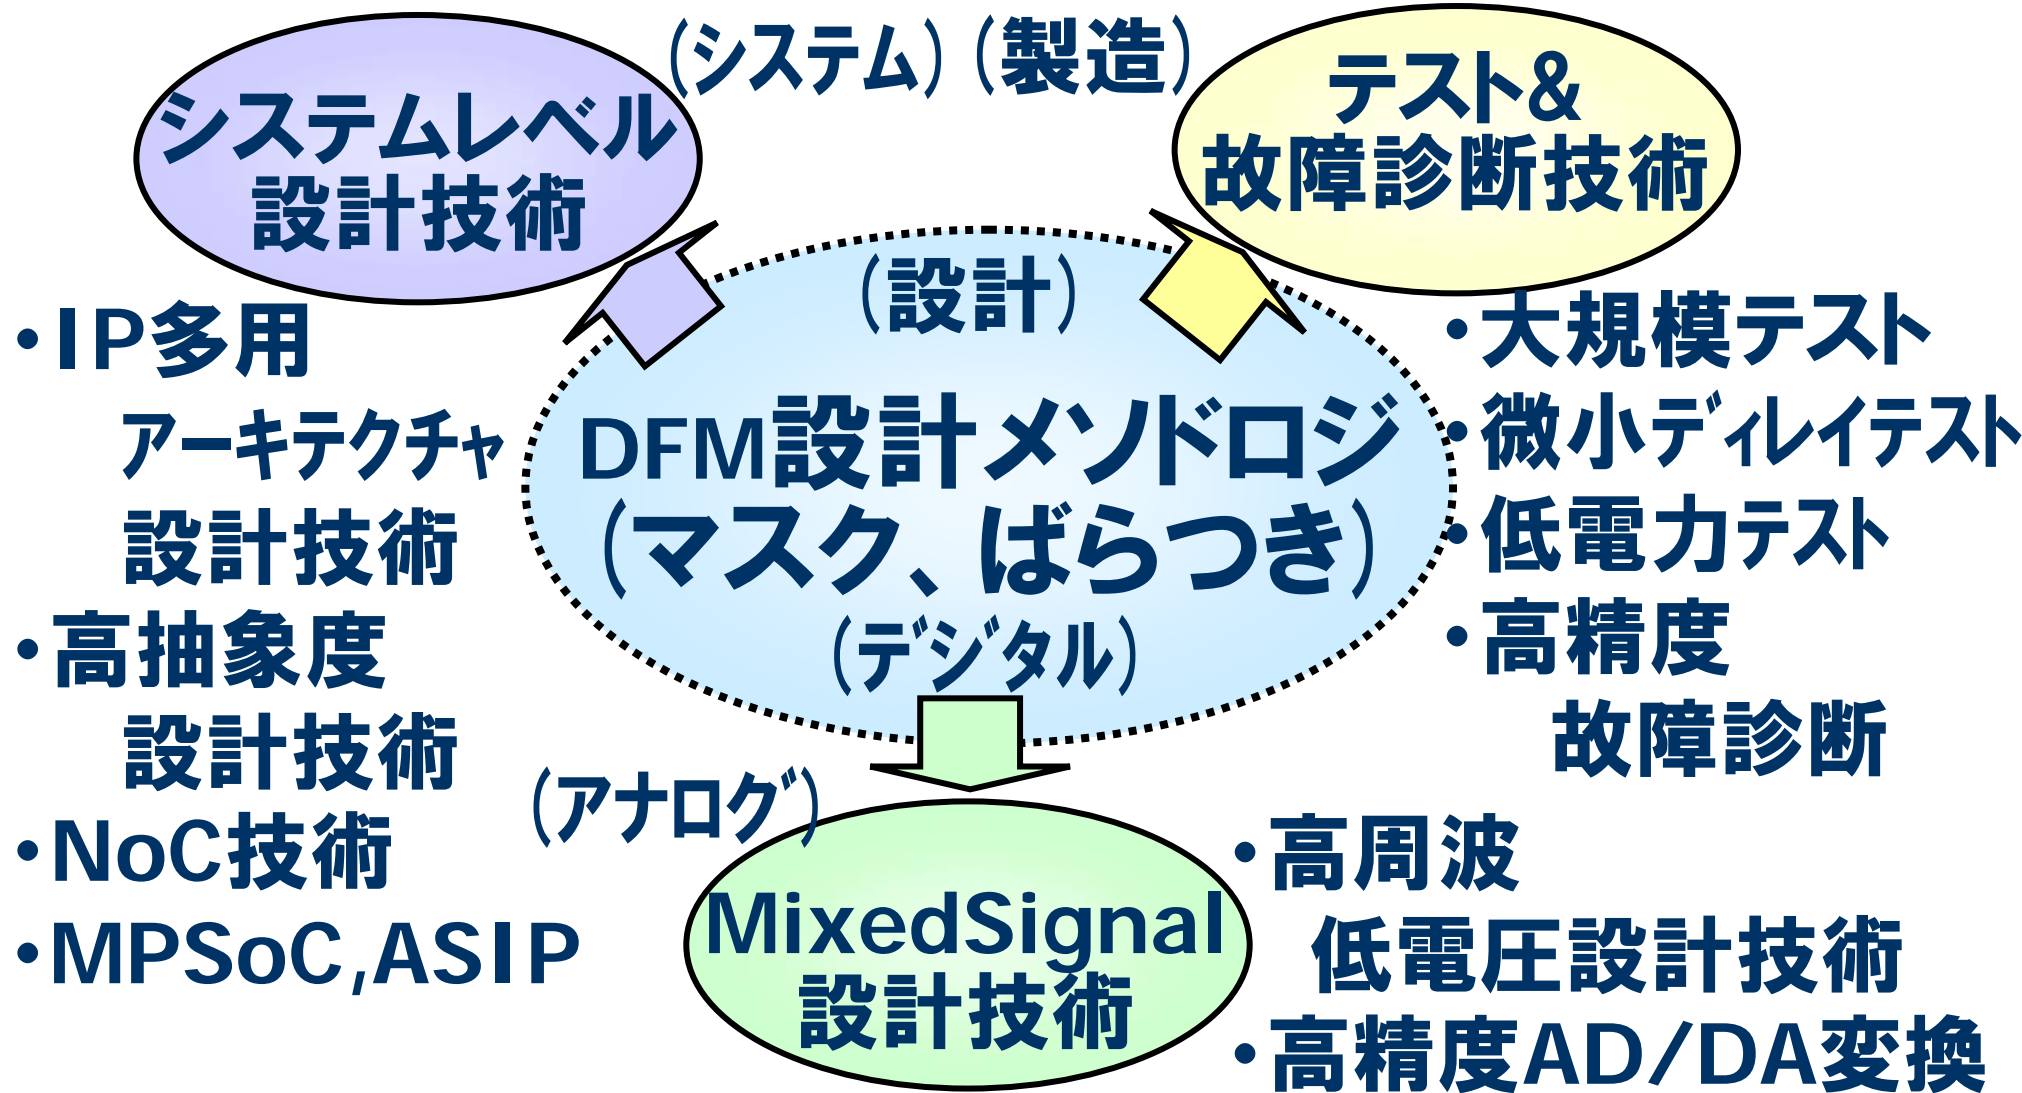 (システム)
(製造)
システムレベル
設計技術
テスト&
故障診断技術
(設計)
DFM設計メソドロジ
(マスク、ばらつき)
(デジタル)
・IP多用
アーキテクチャ
設計技術
・高抽象度
設計技術
・NoC技術
・MPSoC,ASIP
・大規模テスト
・微小ディレイテスト
・低電力テスト
・高精度
故障診断
(アナログ)
MixedSignal
設計技術
・高周波
低電圧設計技術
・高精度AD/DA変換